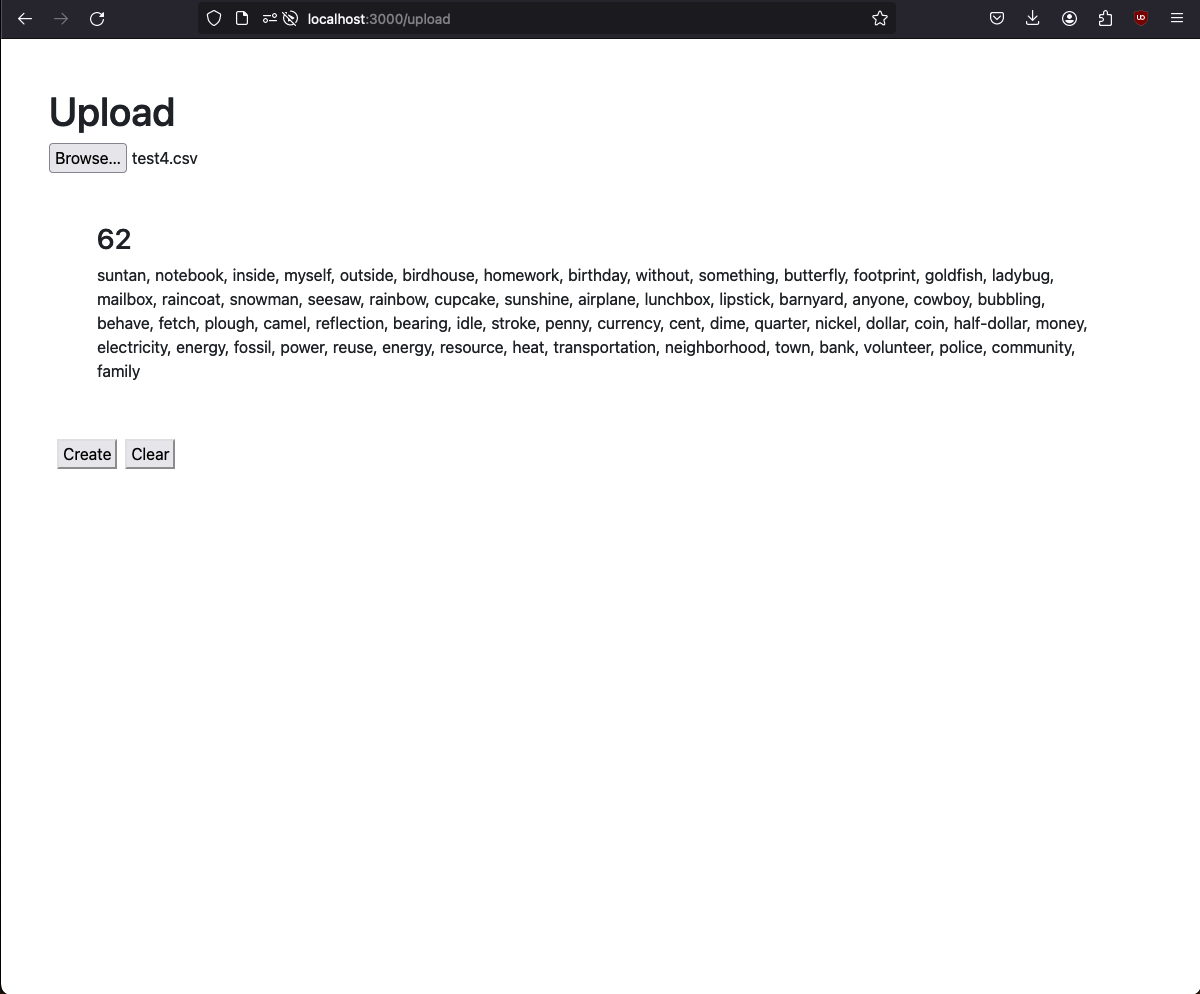 localhost:3000/upload
UD
Upload
Browse... test4.csv
62
suntan, notebook, inside, myself, outside, birdhouse, homework, birthday, without, something, butterfly, footprint, goldfish, ladybug,
mailbox, raincoat, snowman, seesaw, rainbow, cupcake, sunshine, airplane, lunchbox, lipstick, barnyard, anyone, cowboy, bubbling,
behave, fetch, plough, camel, reflection, bearing, idle, stroke, penny, currency, cent, dime, quarter, nickel, dollar, coin, half-dollar, money,
electricity, energy, fossil, power, reuse, energy, resource, heat, transportation, neighborhood, town, bank, volunteer, police, community,
family
Create Clear